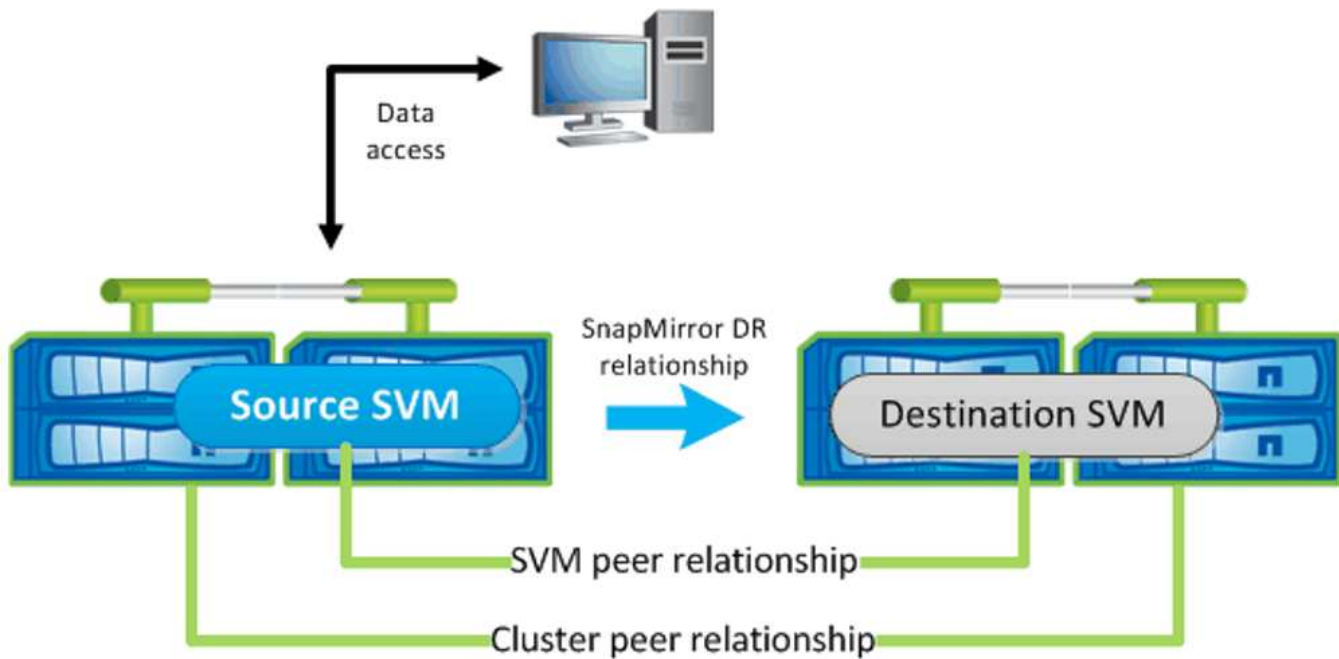 Data
access
SnapMirror DR
relationship
Source SVM
Destination SVM
SVM peer relationship
Cluster peer relationship